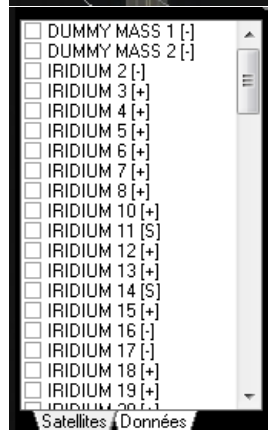 DUMMY MASS 1 [-]
DUMMY MASS 2 [-]
IRIDIUM 2 [-]
IRIDIUM 3 [+]
IRIDIUM 4 [+]
IRIDIUM 5 [+]
IRIDIUM 6 [+]
IRIDIUM 7 [+]
IRIDIUM 8 [+]
IRIDIUM 10 [+]
IRIDIUM 11 [S]
IRIDIUM 12 [+]
IRIDIUM 13 [+]
IRIDIUM 14 [S]
IRIDIUM 15 [+]
IRIDIUM 16 [-]
IRIDIUM 17 [-]
IRIDIUM 18 [+]
IRIDIUM 19 [+]
IRIDIUM 20 [+]
Satellites Données